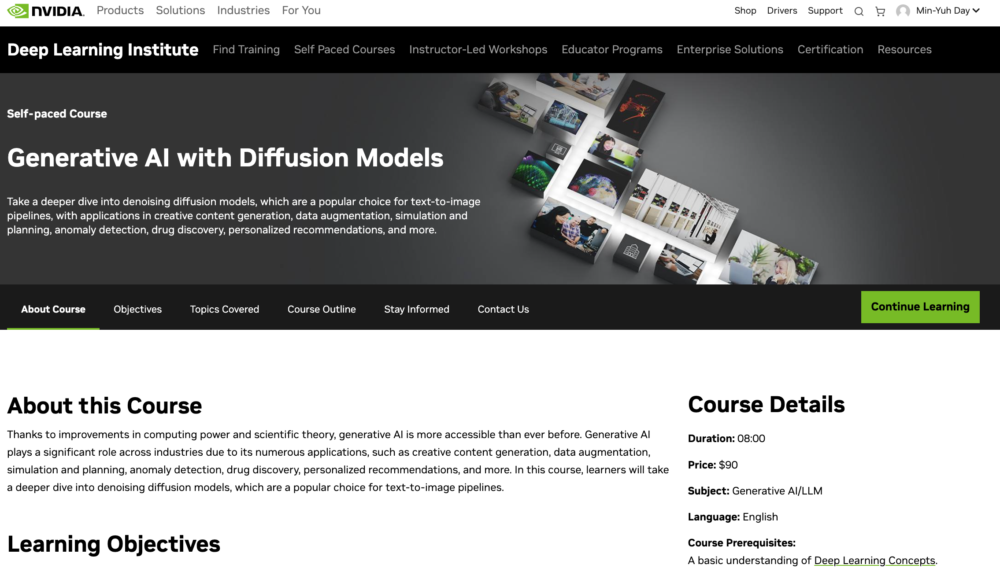 NVIDIA. Products Solutions Industries For You Shop Drivers Support Min-Yuh Day
Deep Learning Institute Find Training Self Paced Courses Instructor-Led Workshops Educator Programs Enterprise Solutions Certification Resources
Self-paced Course
Generative AI with Diffusion Models
Take a deeper dive into denoising diffusion models, which are a popular choice for text-to-image
pipelines, with applications in creative content generation, data augmentation, simulation and
planning, anomaly detection, drug discovery, personalized recommendations, and more.
About Course Objectives Topics Covered Course Outline Stay Informed Contact Us Continue Learning
About this Course
Thanks to improvements in computing power and scientific theory, generative AI is more accessible than ever before. Generative AI
plays a significant role across industries due to its numerous applications, such as creative content generation, data augmentation,
simulation and planning, anomaly detection, drug discovery, personalized recommendations, and more. In this course, learners will take
a deeper dive into denoising diffusion models, which are a popular choice for text-to-image pipelines.
Learning Objectives
Course Details
Duration: 08:00
Price: $90
Subject: Generative AI/LLM
Language: English
Course Prerequisites:
A basic understanding of Deep Learning Concepts.